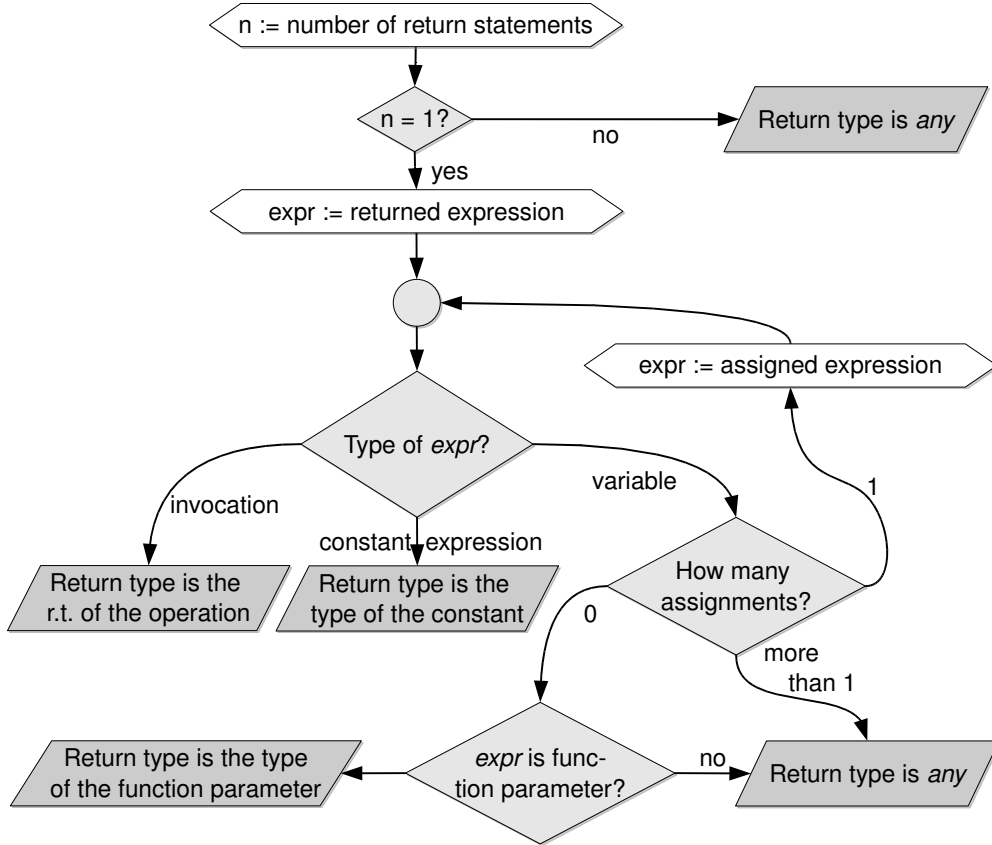 n := number of return statements
n = 1?
no
Return type is any
yes
expr := returned expression
expr := assigned expression
Type of expr?
variable
1
invocation
constant expression
Return type is the
r.t. of the operation
Return type is the
type of the constant
How many
assignments?
0
more
than 1
expr is func-
tion parameter?
no
Return type is the type
of the function parameter
Return type is any